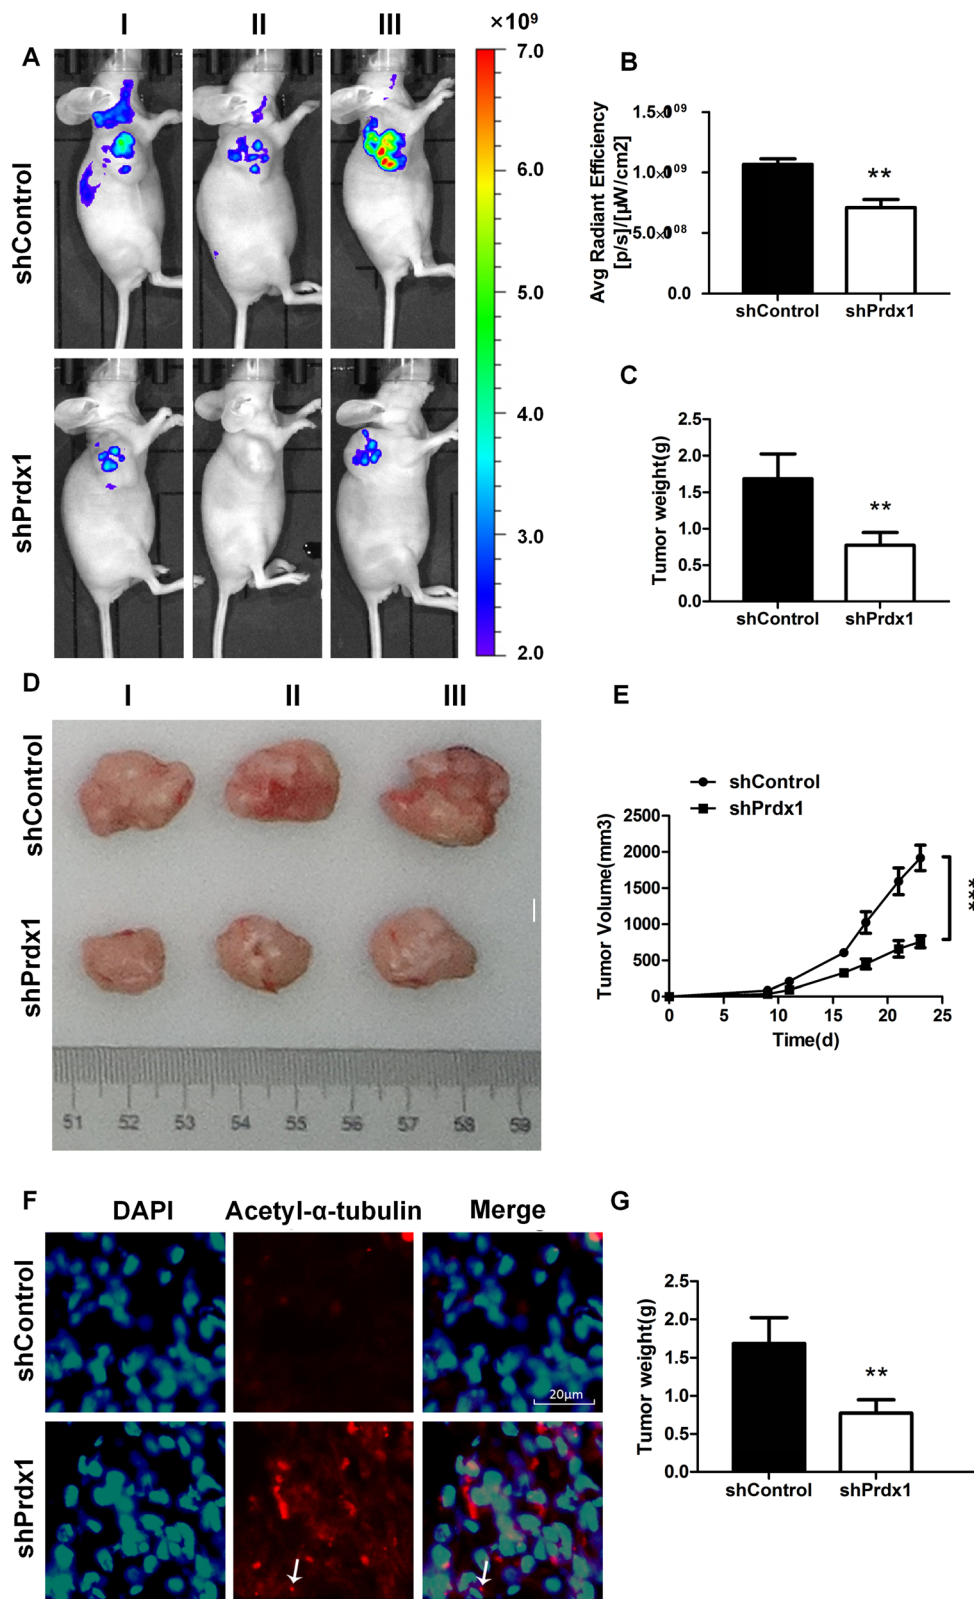 I II III ×10⁹
A
shControl
shPrdx1
7.0
6.0
5.0
4.0
3.0
2.0
B
Avg Radiant Efficiency
[p/s]/[µW/cm2]
1.5×10⁰⁹
1.0×10⁰⁹
5.0×10⁰⁸
0.0
**
shControl shPrdx1
C
Tumor weight(g)
2.5
2.0
1.5
1.0
0.5
0.0
**
shControl shPrdx1
D
I II III
shControl
shPrdx1
51 52 53 54 55 56 57 58 59
E
shControl
shPrdx1
Tumor Volume(mm3)
2500
2000
1500
1000
500
0
0 5 10 15 20 25
Time(d)
***
F
DAPI Acetyl-α-tubulin Merge
shControl
20µm
shPrdx1
G
Tumor weight(g)
2.5
2.0
1.5
1.0
0.5
0.0
**
shControl shPrdx1